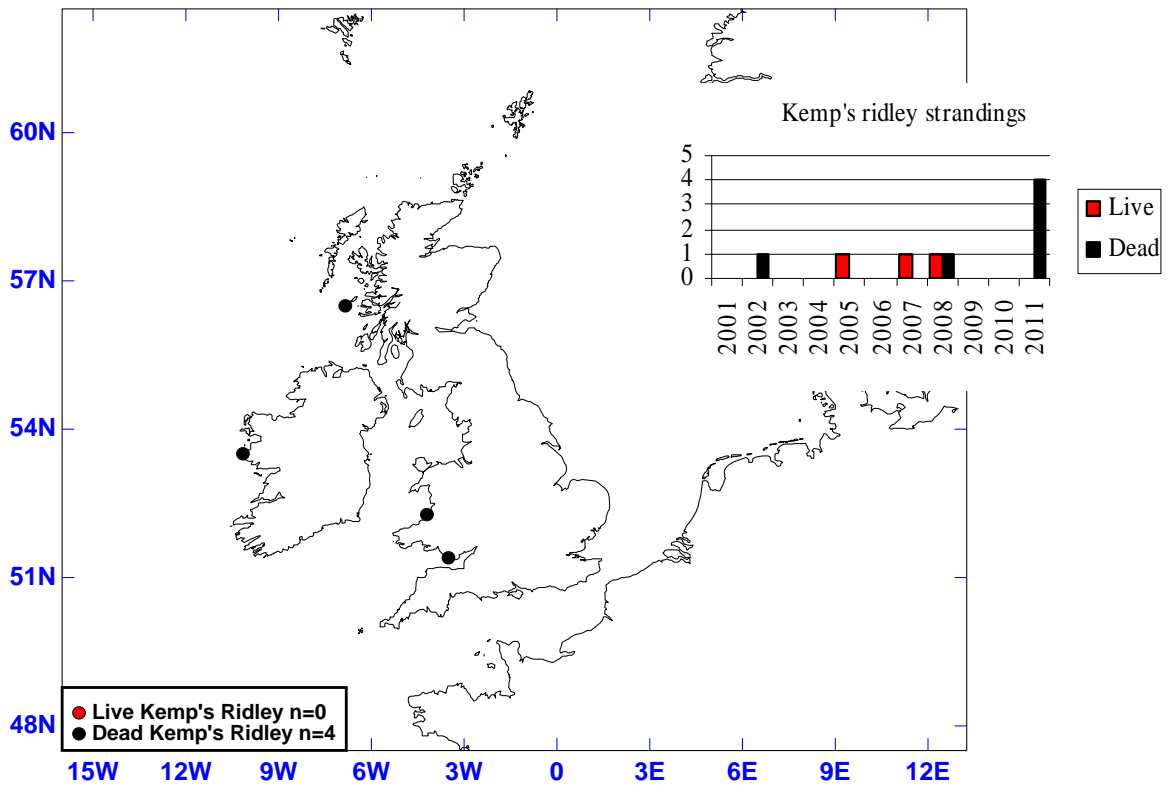 60N
57N
54N
51N
48N
15W 12W 9W 6W 3W 0 3E 6E 9E 12E
Live Kemp's Ridley n=0
Dead Kemp's Ridley n=4
Kemp's ridley strandings
5
4
3
2
1
0
2001
2002
2003
2004
2005
2006
2007
2008
2009
2010
2011
Live
Dead